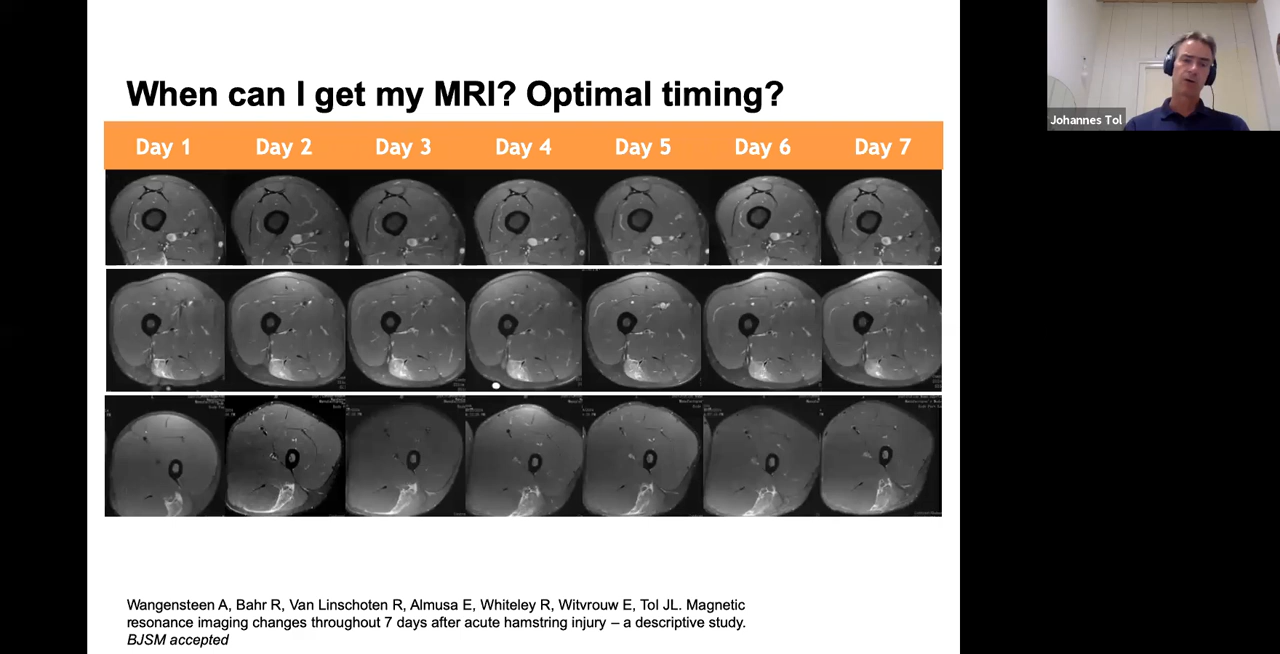 When can I get my MRI? Optimal timing?
Johannes Tol
Day 1 Day 2 Day 3 Day 4 Day 5 Day 6 Day 7
Wangensteen A, Bahr R, Van Linschoten R, Almusa E, Whiteley R, Witvrouw E, Tol JL. Magnetic
resonance imaging changes throughout 7 days after acute hamstring injury – a descriptive study.
BJSM accepted